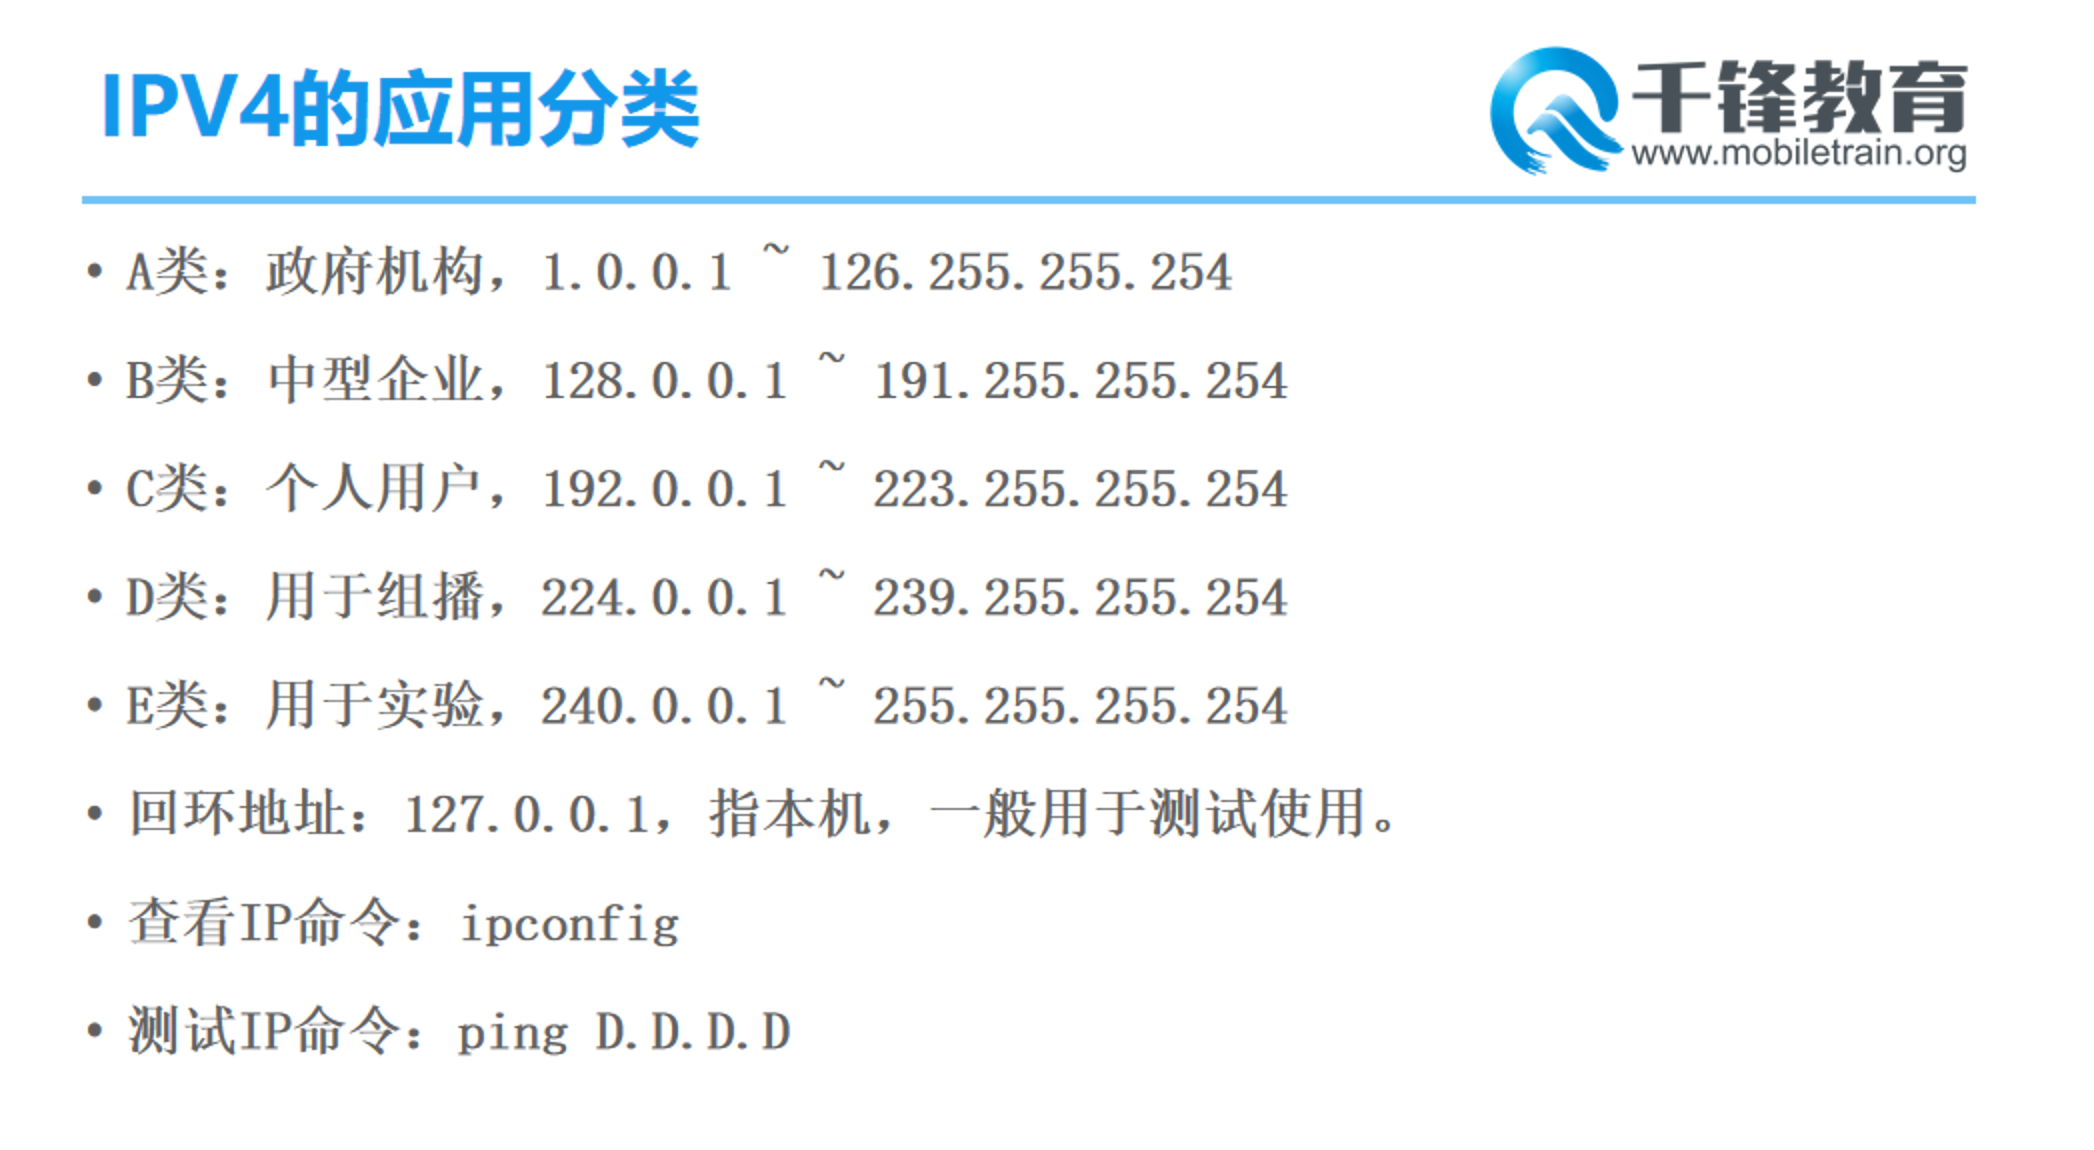 IPV4的应用分类
千锋教育
www.mobiletrain.org
• A类：政府机构，1.0.0.1 ~ 126.255.255.254
• B类：中型企业，128.0.0.1 ~ 191.255.255.254
• C类：个人用户，192.0.0.1 ~ 223.255.255.254
• D类：用于组播，224.0.0.1 ~ 239.255.255.254
• E类：用于实验，240.0.0.1 ~ 255.255.255.254
• 回环地址：127.0.0.1，指本机，一般用于测试使用。
• 查看IP命令：ipconfig
• 测试IP命令：ping D.D.D.D